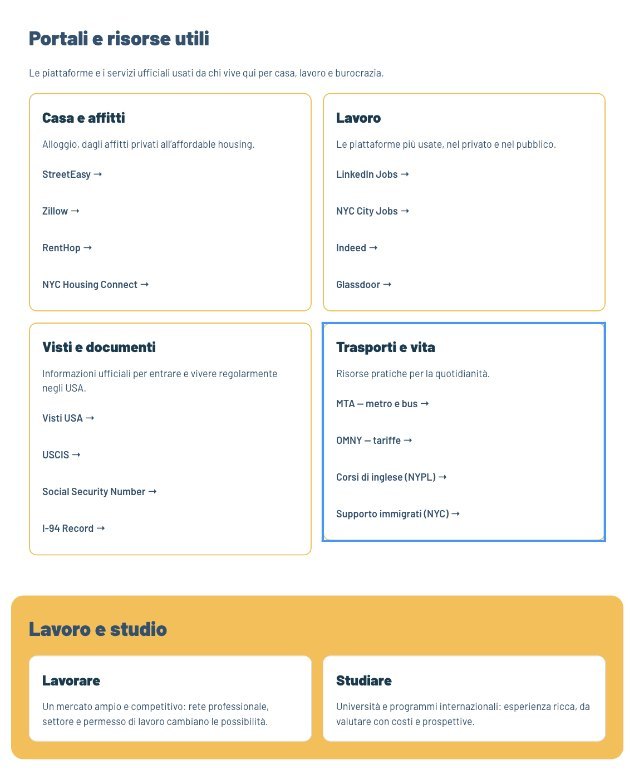 Portali e risorse utili
Le piattaforme e i servizi ufficiali usati da chi vive qui per casa, lavoro e burocrazia.
Casa e affitti
Alloggio, dagli affitti privati all'affordable housing.
StreetEasy →
Zillow →
RentHop →
NYC Housing Connect →
Lavoro
Le piattaforme più usate, nel privato e nel pubblico.
LinkedIn Jobs →
NYC City Jobs →
Indeed →
Glassdoor →
Visti e documenti
Informazioni ufficiali per entrare e vivere regolarmente
negli USA.
Visti USA →
USCIS →
Social Security Number →
I-94 Record →
Trasporti e vita
Risorse pratiche per la quotidianità.
MTA — metro e bus →
OMNY — tariffe →
Corsi di inglese (NYPL) →
Supporto immigrati (NYC) →
Lavoro e studio
Lavorare
Un mercato ampio e competitivo: rete professionale,
settore e permesso di lavoro cambiano le possibilità.
Studiare
Università e programmi internazionali: esperienza ricca, da
valutare con costi e prospettive.